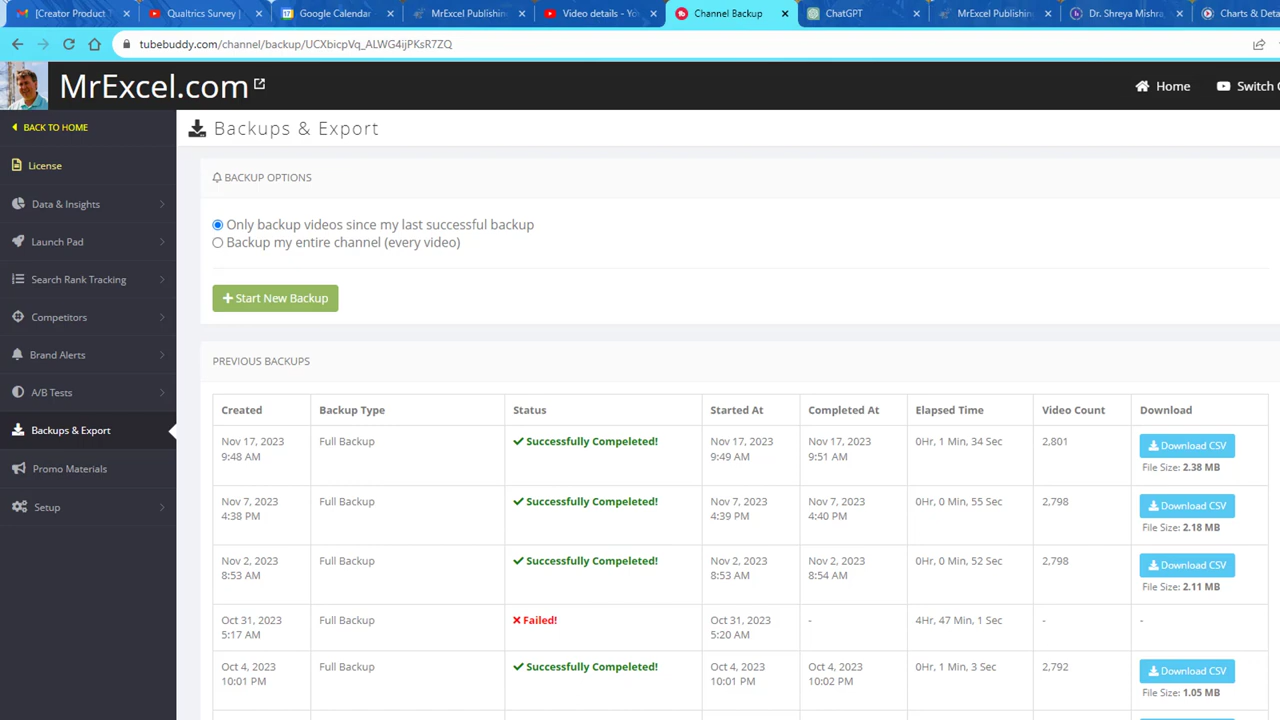 [Creator Product
Qualtrics Survey |
Google Calendar
MrExcel Publishin
Video details - Yo
Channel Backup
ChatGPT
MrExcel Publishin
Dr. Shreya Mishra,
Charts & Deta
tubebuddy.com/channel/backup/UCXbicpVq_ALWG4ijPKsR7ZQ
MrExcel.com
Home
Switch
BACK TO HOME
License
Data & Insights
Launch Pad
Search Rank Tracking
Competitors
Brand Alerts
A/B Tests
Backups & Export
Promo Materials
Setup
Backups & Export
BACKUP OPTIONS
Only backup videos since my last successful backup
Backup my entire channel (every video)
+ Start New Backup
PREVIOUS BACKUPS
Created Backup Type Status Started At Completed At Elapsed Time Video Count Download
Nov 17, 2023 Full Backup Successfully Compeleted! Nov 17, 2023 Nov 17, 2023 0Hr, 1 Min, 34 Sec 2,801 Download CSV
9:48 AM 9:49 AM 9:51 AM File Size: 2.38 MB
Nov 7, 2023 Full Backup Successfully Compeleted! Nov 7, 2023 Nov 7, 2023 0Hr, 0 Min, 55 Sec 2,798 Download CSV
4:38 PM 4:39 PM 4:40 PM File Size: 2.18 MB
Nov 2, 2023 Full Backup Successfully Compeleted! Nov 2, 2023 Nov 2, 2023 0Hr, 0 Min, 52 Sec 2,798 Download CSV
8:53 AM 8:53 AM 8:54 AM File Size: 2.11 MB
Oct 31, 2023 Full Backup Failed! Oct 31, 2023 - 4Hr, 47 Min, 1 Sec - -
5:17 AM 5:20 AM
Oct 4, 2023 Full Backup Successfully Compeleted! Oct 4, 2023 Oct 4, 2023 0Hr, 1 Min, 3 Sec 2,792 Download CSV
10:01 PM 10:01 PM 10:02 PM File Size: 1.05 MB